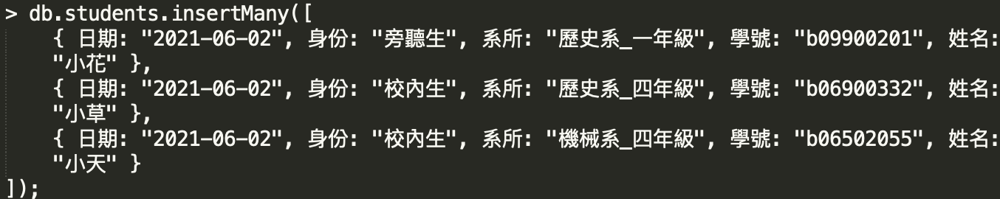 > db.students.insertMany([
{ 日期: "2021-06-02", 身份: "旁聽生", 系所: "歷史系_一年級", 學號: "b09900201", 姓名:
"小花" },
{ 日期: "2021-06-02", 身份: "校內生", 系所: "歷史系_四年級", 學號: "b06900332", 姓名:
"小草" },
{ 日期: "2021-06-02", 身份: "校內生", 系所: "機械系_四年級", 學號: "b06502055", 姓名:
"小天" }
]);